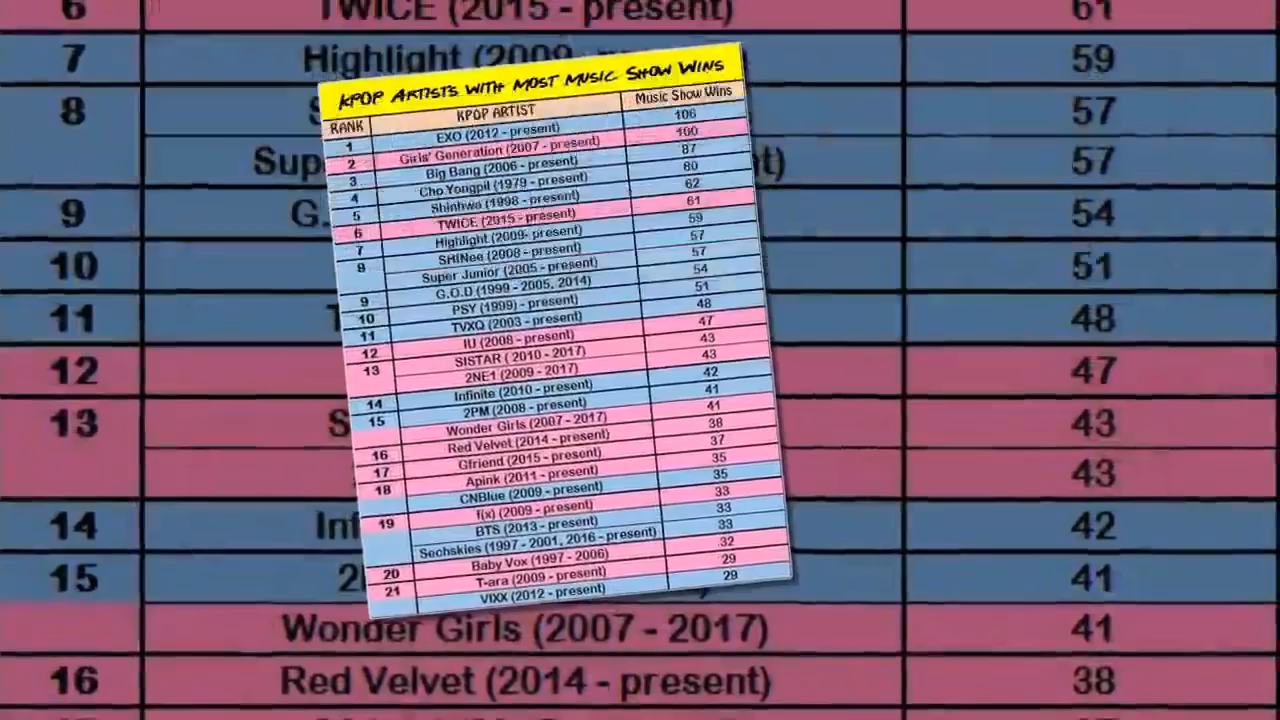 6 TWICE (2015 - present) 61
7 Highlight (2009 59
8 57
Sup 57
9 G. 54
10 51
11 48
12 47
13 43
43
14 Inf 42
15 41
Wonder Girls (2007 - 2017) 41
16 Red Velvet (2014 - present) 38
KPOP ARTISTS WITH MOST MUSIC SHOW WINS
RANK KPOP ARTIST Music Show Wins
1 EXO (2012 - present) 106
2 Girls' Generation (2007 - present) 100
3 Big Bang (2006 - present) 87
4 Cho Yongpil (1979 - present) 80
5 Shinhwa (1998 - present) 62
6 TWICE (2015 - present) 61
7 Highlight (2009- present) 59
8 SHINee (2008 - present) 57
Super Junior (2005 - present) 57
9 G.O.D (1999 - 2005, 2014) 54
10 PSY (1999) - present) 51
11 TVXQ (2003 - present) 48
12 IU (2008 - present) 47
13 SISTAR ( 2010 - 2017) 43
2NE1 (2009 - 2017) 43
14 Infinite (2010 - present) 42
15 2PM (2008 - present) 41
Wonder Girls (2007 - 2017) 41
16 Red Velvet (2014 - present) 38
17 Gfriend (2015 - present) 37
18 Apink (2011 - present) 35
CNBlue (2009 - present) 35
19 f(x) (2009 - present) 33
BTS (2013 - present) 33
Sechskies (1997 - 2001, 2016 - present) 33
20 Baby Vox (1997 - 2006) 32
21 T-ara (2009 - present) 29
VIXX (2012 - present) 29